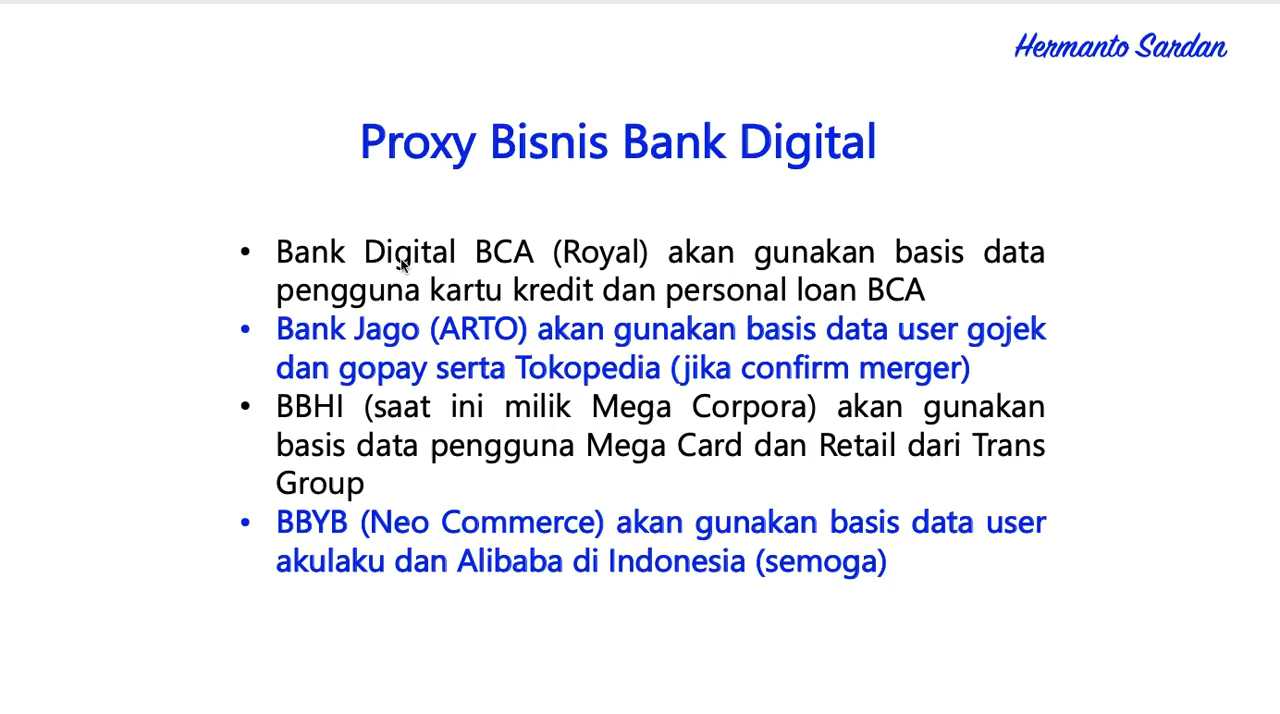 Hermanto Sardan
Proxy Bisnis Bank Digital
• Bank Digital BCA (Royal) akan gunakan basis data
pengguna kartu kredit dan personal loan BCA
• Bank Jago (ARTO) akan gunakan basis data user gojek
dan gopay serta Tokopedia (jika confirm merger)
• BBHI (saat ini milik Mega Corpora) akan gunakan
basis data pengguna Mega Card dan Retail dari Trans
Group
• BBYB (Neo Commerce) akan gunakan basis data user
akulaku dan Alibaba di Indonesia (semoga)